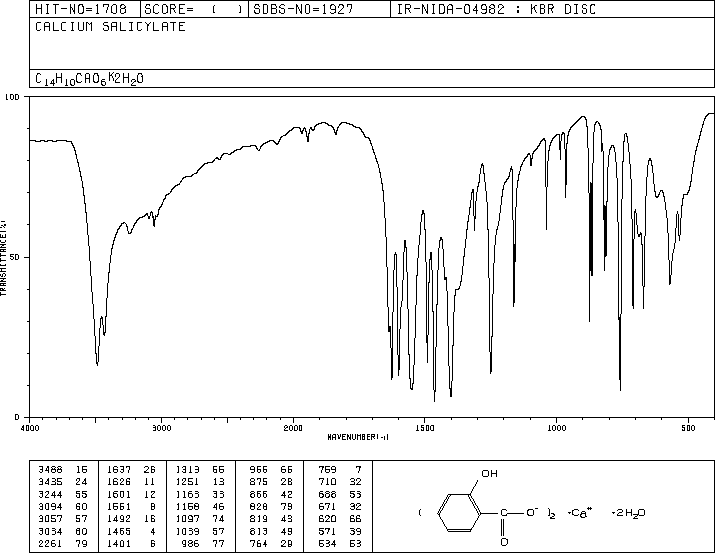 HIT-NO=1708 SCORE= ( ) SDBS-NO=1927 IR-NIDA-04982 : KBR DISC
CALCIUM SALICYLATE
C14H10CAO6K2H2O
100
TRANSMITTANCE(%)
50
0
4000 3000 2000 1500 1000 500
WAVENUMBER(-1)
3488 16 1637 26 1313 66 966 66 759 7
3435 24 1626 11 1251 13 875 28 710 32
3244 55 1601 12 1163 33 866 42 688 53
3094 60 1551 8 1158 46 828 79 671 32
3057 57 1492 16 1097 74 819 43 620 66
3034 60 1465 4 1039 57 813 49 571 39
2261 79 1401 6 986 77 764 29 534 53
OH
( C O- )2 •Ca++ •2H2O
O